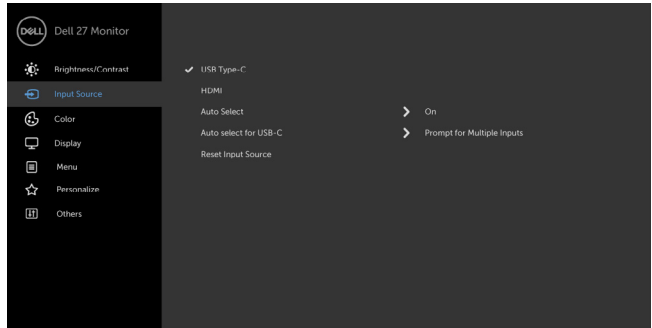 DELL Dell 27 Monitor
Brightness/Contrast
Input Source
Color
Display
Menu
Personalize
Others
USB Type-C
HDMI
Auto Select On
Auto select for USB-C Prompt for Multiple Inputs
Reset Input Source